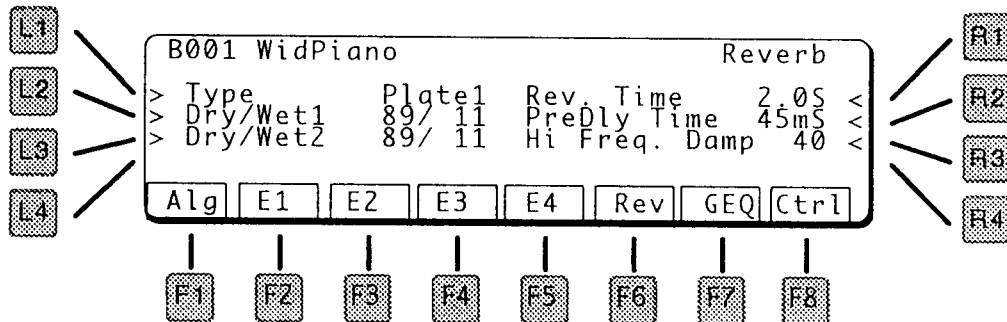 L1
L2
L3
L4
B001 WidPiano Reverb
> Type Plate1 Rev. Time 2.0S <
> Dry/Wet1 89/ 11 PreDly Time 45mS <
> Dry/Wet2 89/ 11 Hi Freq. Damp 40 <
Alg E1 E2 E3 E4 Rev GEQ Ctrl
R1
R2
R3
R4
F1 F2 F3 F4 F5 F6 F7 F8